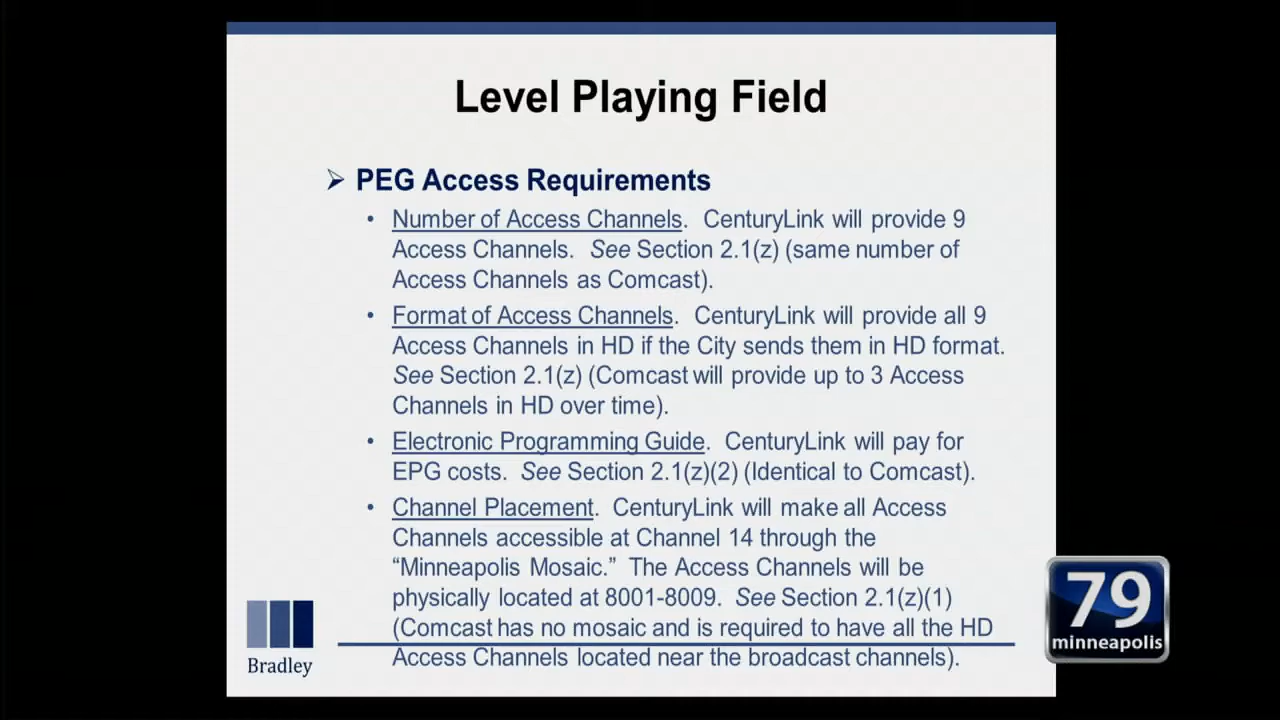 Level Playing Field
➢ PEG Access Requirements
• Number of Access Channels. CenturyLink will provide 9
Access Channels. See Section 2.1(z) (same number of
Access Channels as Comcast).
• Format of Access Channels. CenturyLink will provide all 9
Access Channels in HD if the City sends them in HD format.
See Section 2.1(z) (Comcast will provide up to 3 Access
Channels in HD over time).
• Electronic Programming Guide. CenturyLink will pay for
EPG costs. See Section 2.1(z)(2) (Identical to Comcast).
• Channel Placement. CenturyLink will make all Access
Channels accessible at Channel 14 through the
“Minneapolis Mosaic.” The Access Channels will be
physically located at 8001-8009. See Section 2.1(z)(1)
(Comcast has no mosaic and is required to have all the HD
Access Channels located near the broadcast channels).
Bradley
79
minneapolis